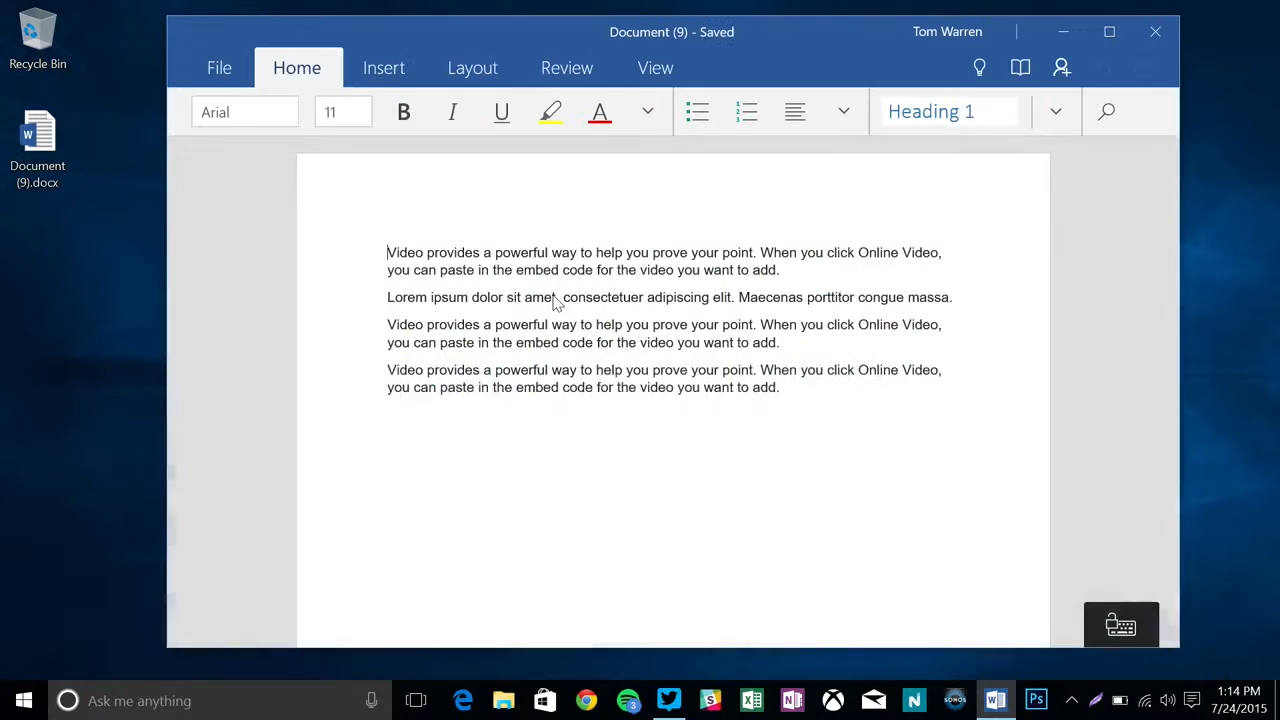 Document (9) - Saved
Tom Warren
Recycle Bin
File Home Insert Layout Review View
Arial 11 B I U A Heading 1
Document
(9).docx
Video provides a powerful way to help you prove your point. When you click Online Video,
you can paste in the embed code for the video you want to add.
Lorem ipsum dolor sit amet, consectetuer adipiscing elit. Maecenas porttitor congue massa.
Video provides a powerful way to help you prove your point. When you click Online Video,
you can paste in the embed code for the video you want to add.
Video provides a powerful way to help you prove your point. When you click Online Video,
you can paste in the embed code for the video you want to add.
Ask me anything
1:14 PM
7/24/2015